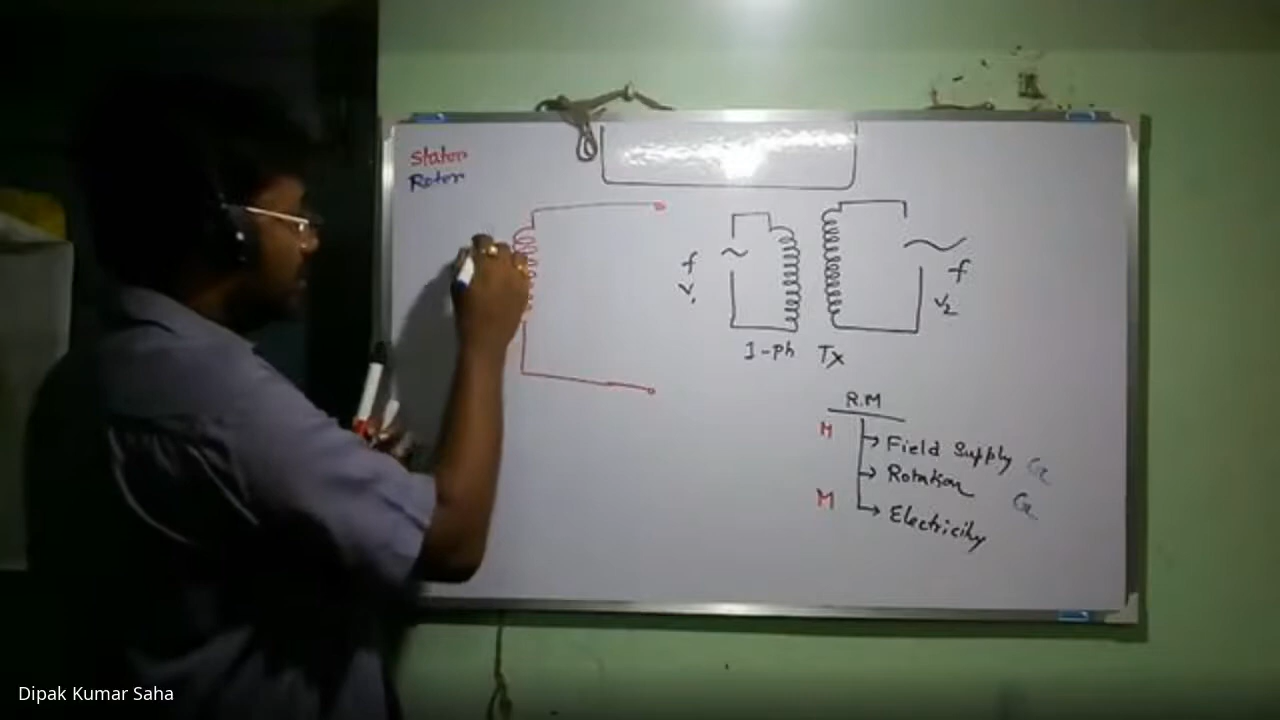 Stator
Rotor
f
V1
f
V2
1-Ph Tx
R.M
M
Field Supply G
Rotation G
M
Electricity
Dipak Kumar Saha